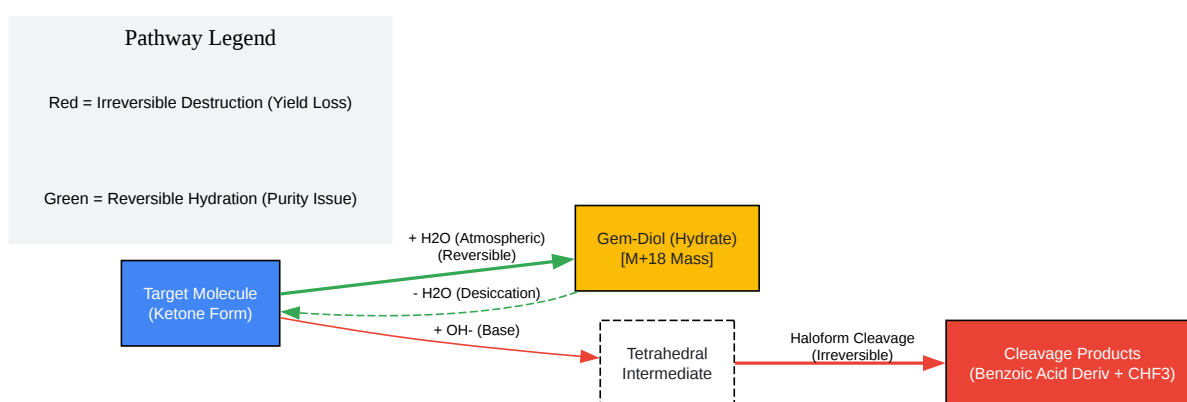 Pathway Legend
Red = Irreversible Destruction (Yield Loss)
Green = Reversible Hydration (Purity Issue)
+ H2O (Atmospheric)
(Reversible)
Gem-Diol (Hydrate)
[M+18 Mass]
Target Molecule
(Ketone Form)
- H2O (Desiccation)
+ OH- (Base)
Tetrahedral
Intermediate
Haloform Cleavage
(Irreversible)
Cleavage Products
(Benzoic Acid Deriv + CHF3)